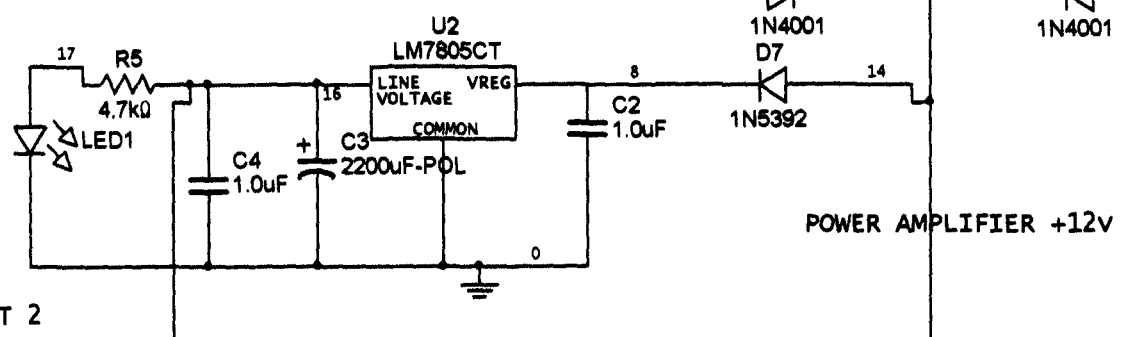 1N4001
1N4001
U2
LM7805CT
D7
17
R5
4.7kΩ
LINE
VOLTAGE
VREG
COMMON
16
8
14
1N5392
C2
1.0uF
LED1
C3
2200uF-POL
+
C4
1.0uF
POWER AMPLIFIER +12v
0
T 2